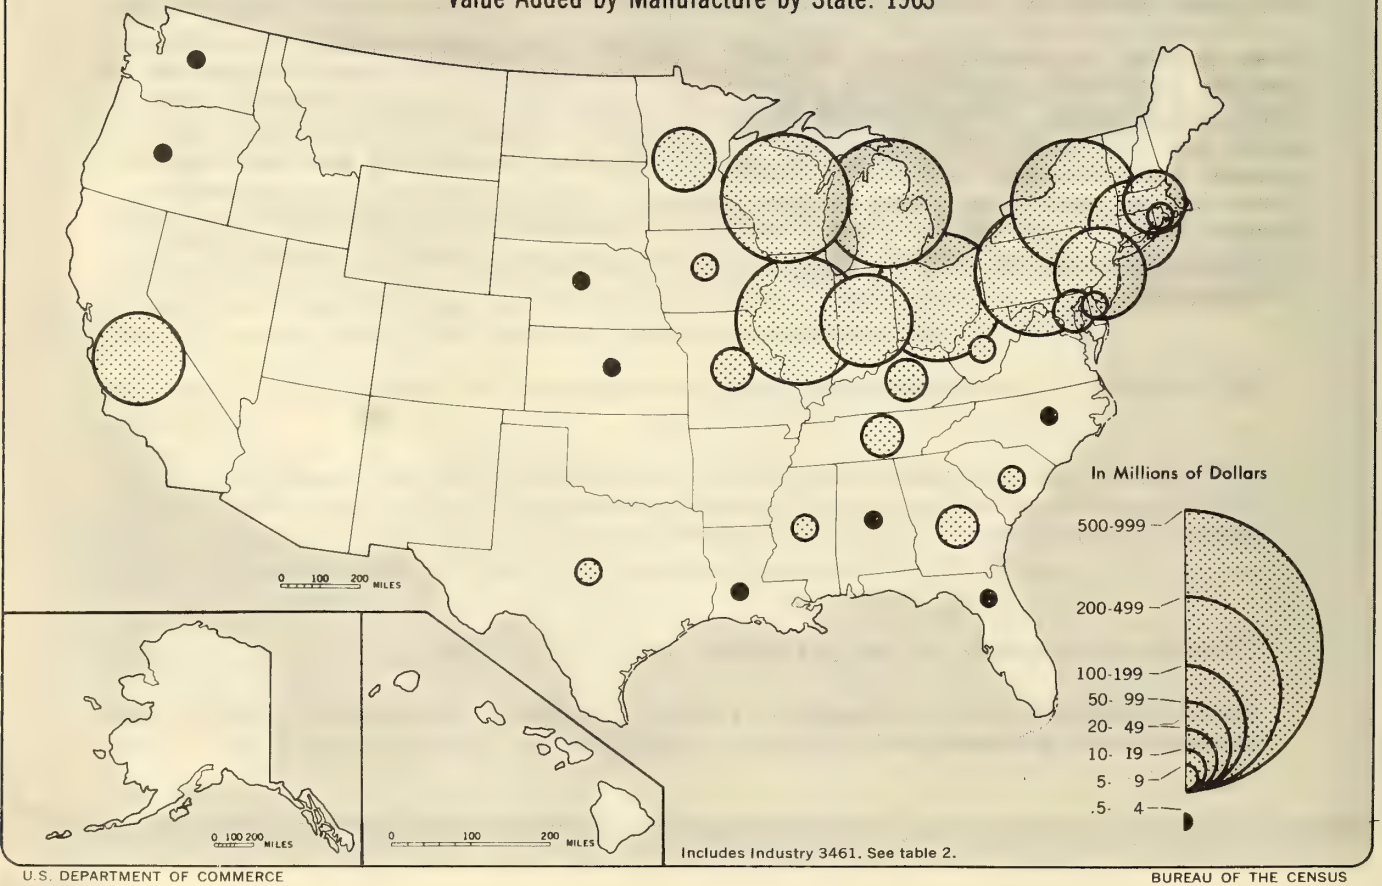 Value Added by Manufacture by State: 1963
In Millions of Dollars
500-999
200-499
100-199
50- 99
20- 49
10- 19
5- 9
.5- 4
0 100 200 MILES
0 100 200 MILES
0 100 200 MILES
Includes Industry 3461. See table 2.
U.S. DEPARTMENT OF COMMERCE
BUREAU OF THE CENSUS